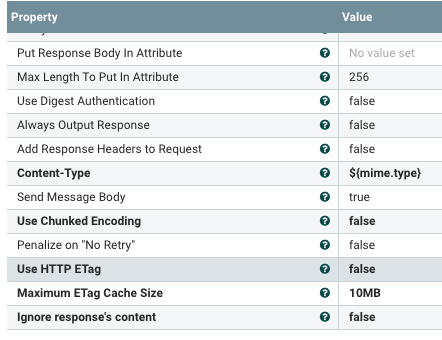 Property Value
Put Response Body In Attribute No value set
Max Length To Put In Attribute 256
Use Digest Authentication false
Always Output Response false
Add Response Headers to Request false
Content-Type ${mime.type}
Send Message Body true
Use Chunked Encoding false
Penalize on "No Retry" false
Use HTTP ETag false
Maximum ETag Cache Size 10MB
Ignore response's content false